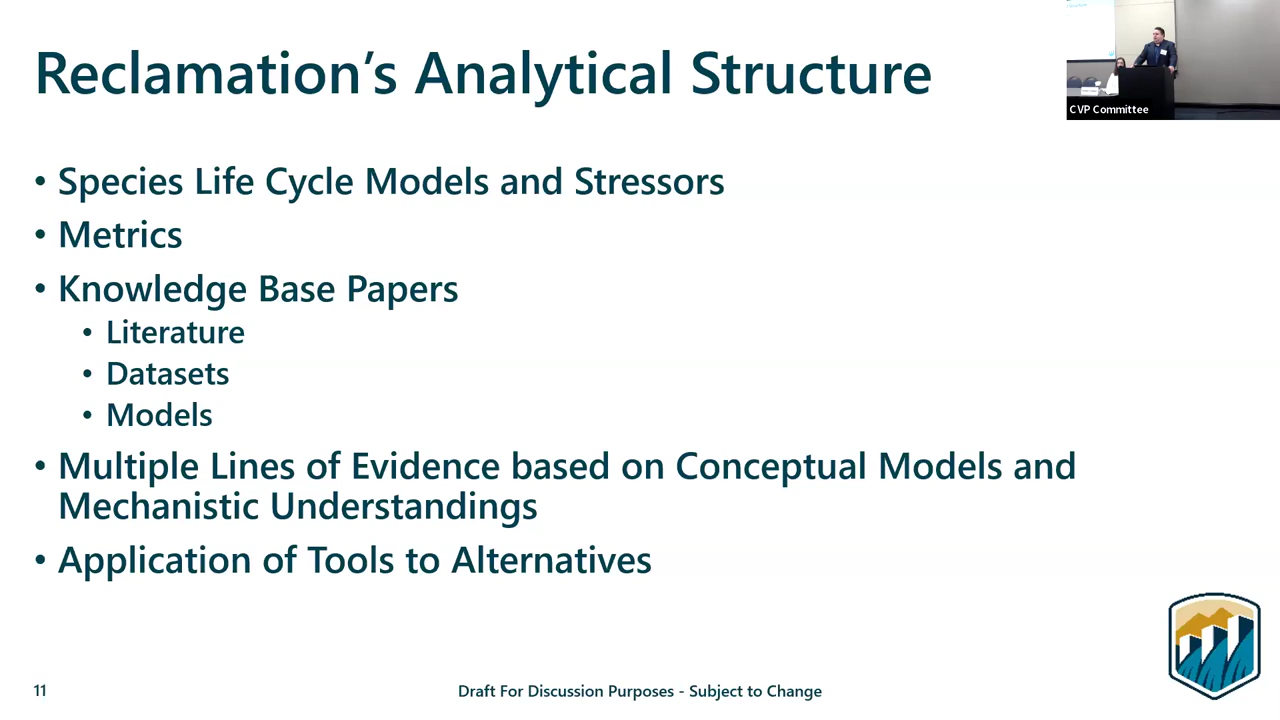 Reclamation’s Analytical Structure
CVP Committee
• Species Life Cycle Models and Stressors
• Metrics
• Knowledge Base Papers
• Literature
• Datasets
• Models
• Multiple Lines of Evidence based on Conceptual Models and
Mechanistic Understandings
• Application of Tools to Alternatives
11
Draft For Discussion Purposes - Subject to Change